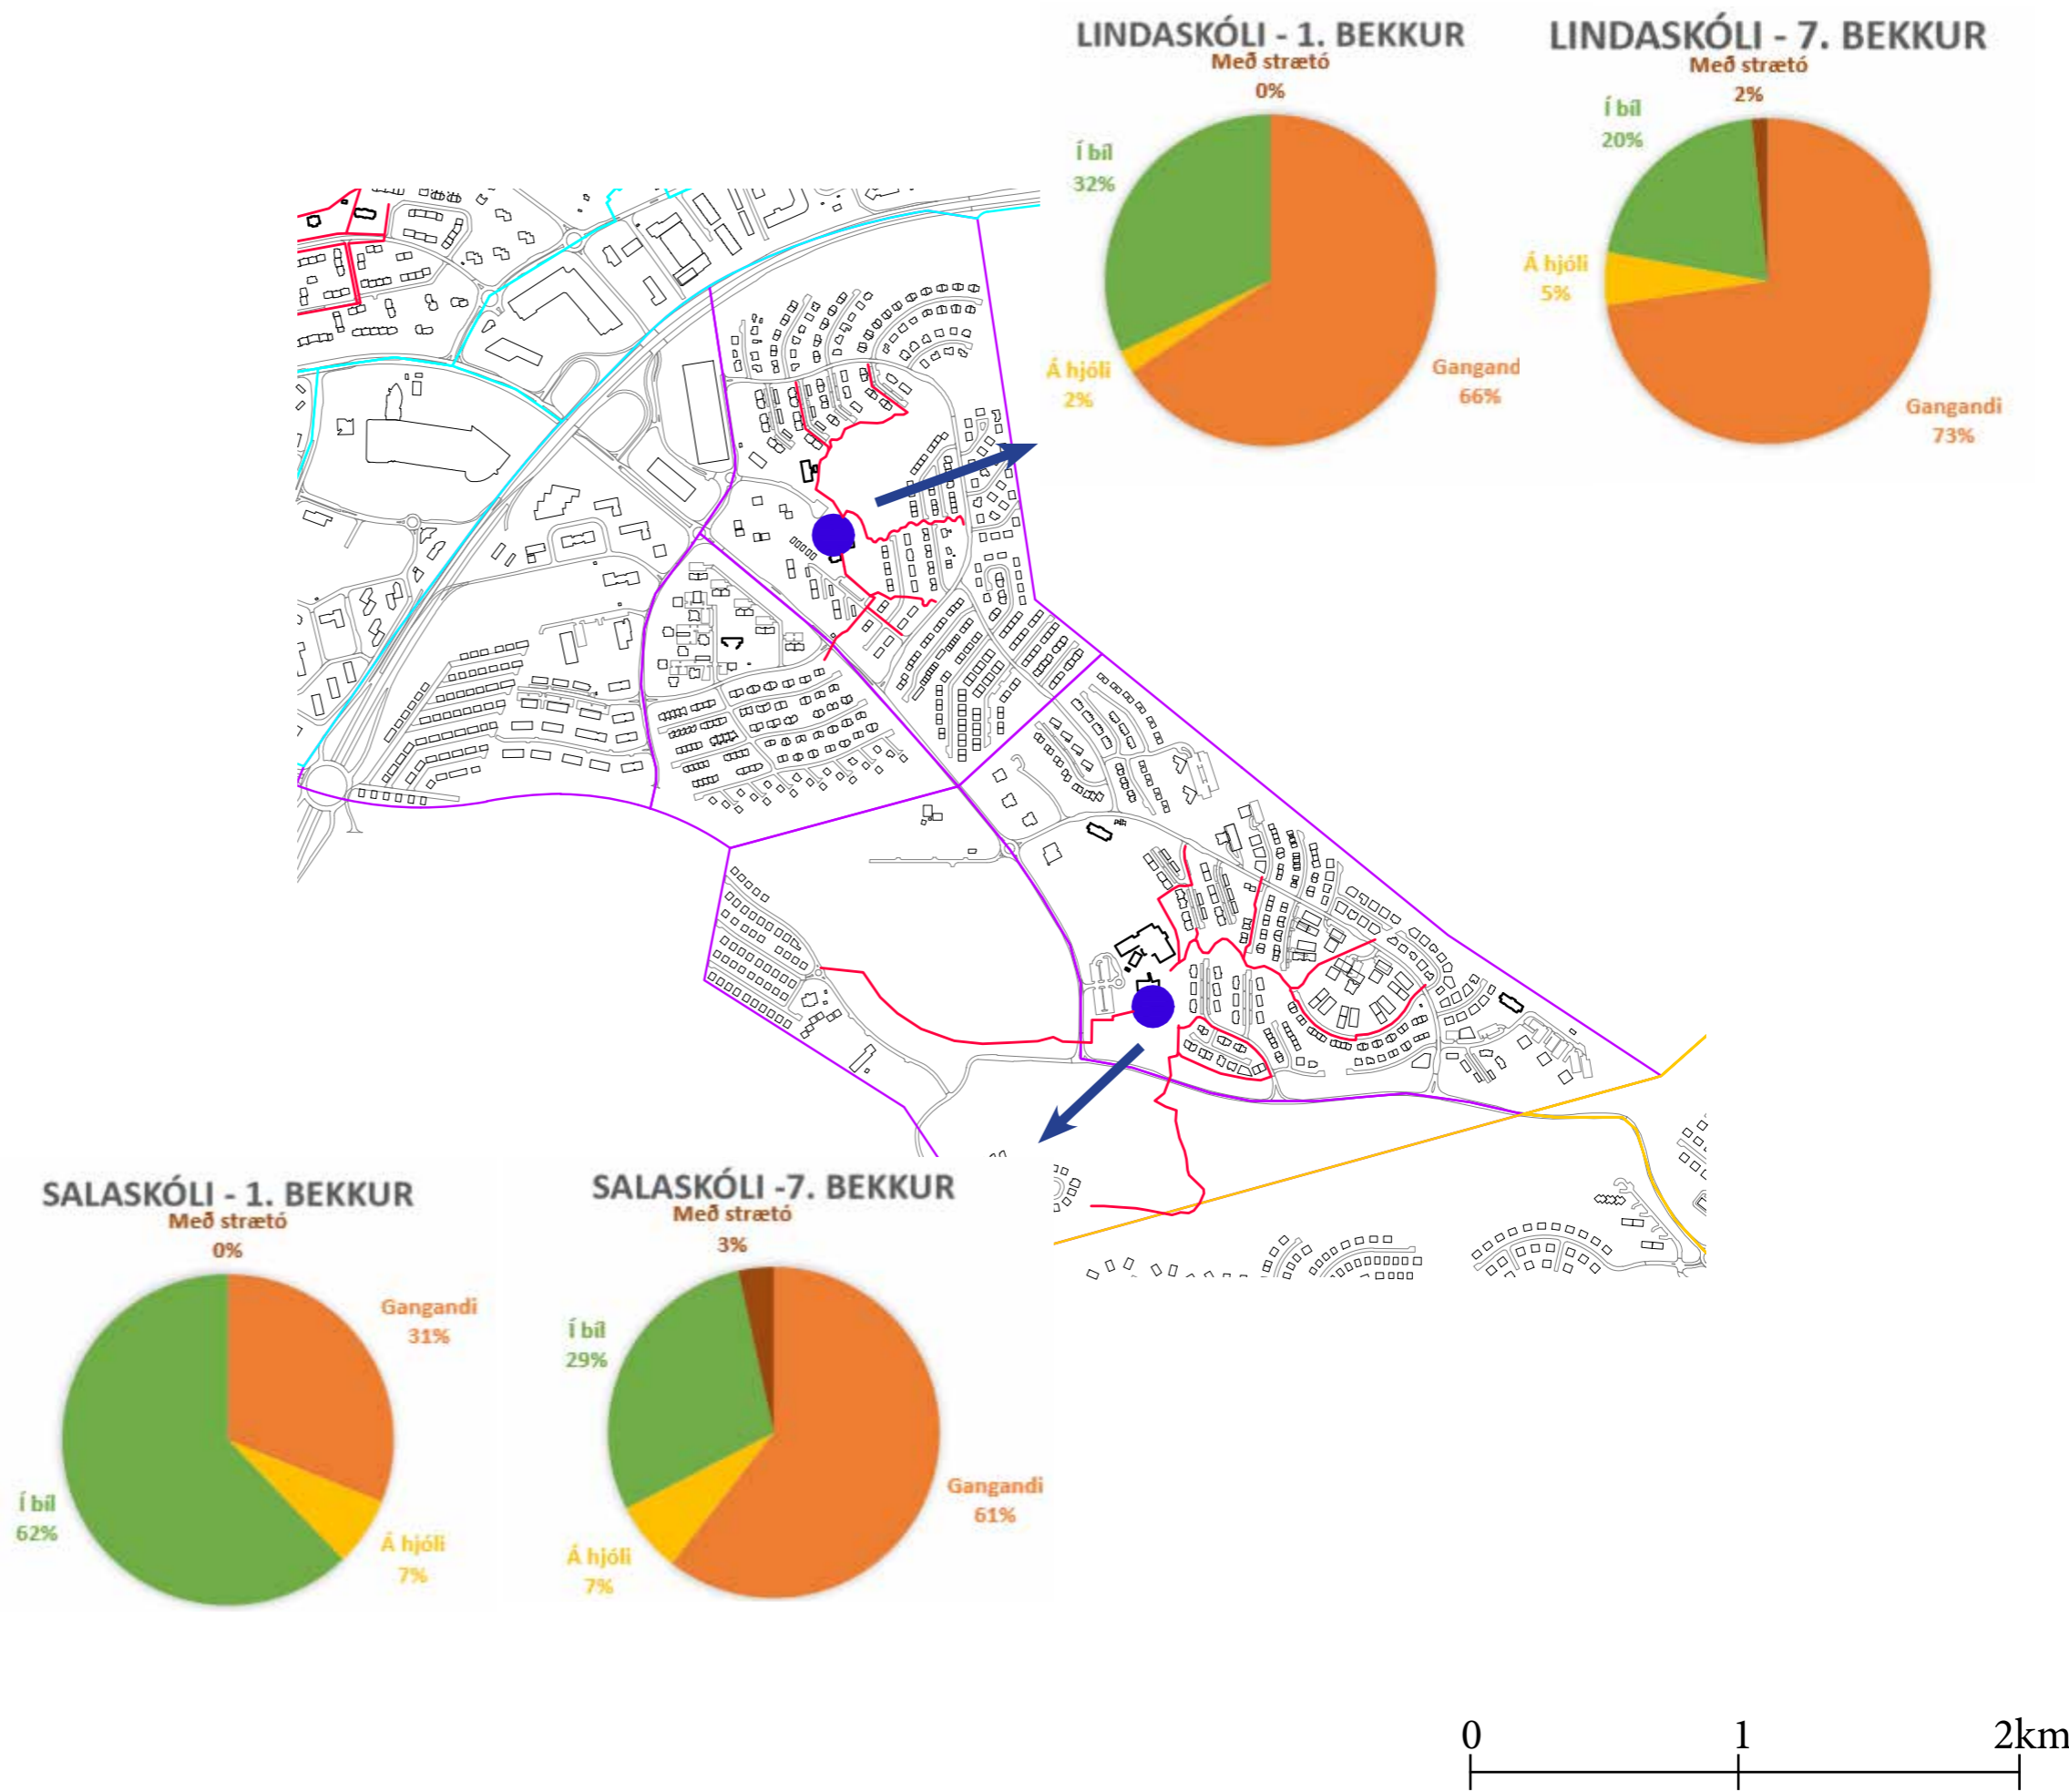 LINDASKÓLI - 1. BEKKUR
Með strætó
0%
Í bíl
32%
Á hjóli
2%
Gangand
66%
LINDASKÓLI - 7. BEKKUR
Með strætó
2%
Í bíl
20%
Á hjóli
5%
Gangandi
73%
SALASKÓLI - 1. BEKKUR
Með strætó
0%
Gangandi
31%
Í bíl
62%
Á hjóli
7%
SALASKÓLI -7. BEKKUR
Með strætó
3%
Í bíl
29%
Gangandi
61%
Á hjóli
7%
0 1 2km